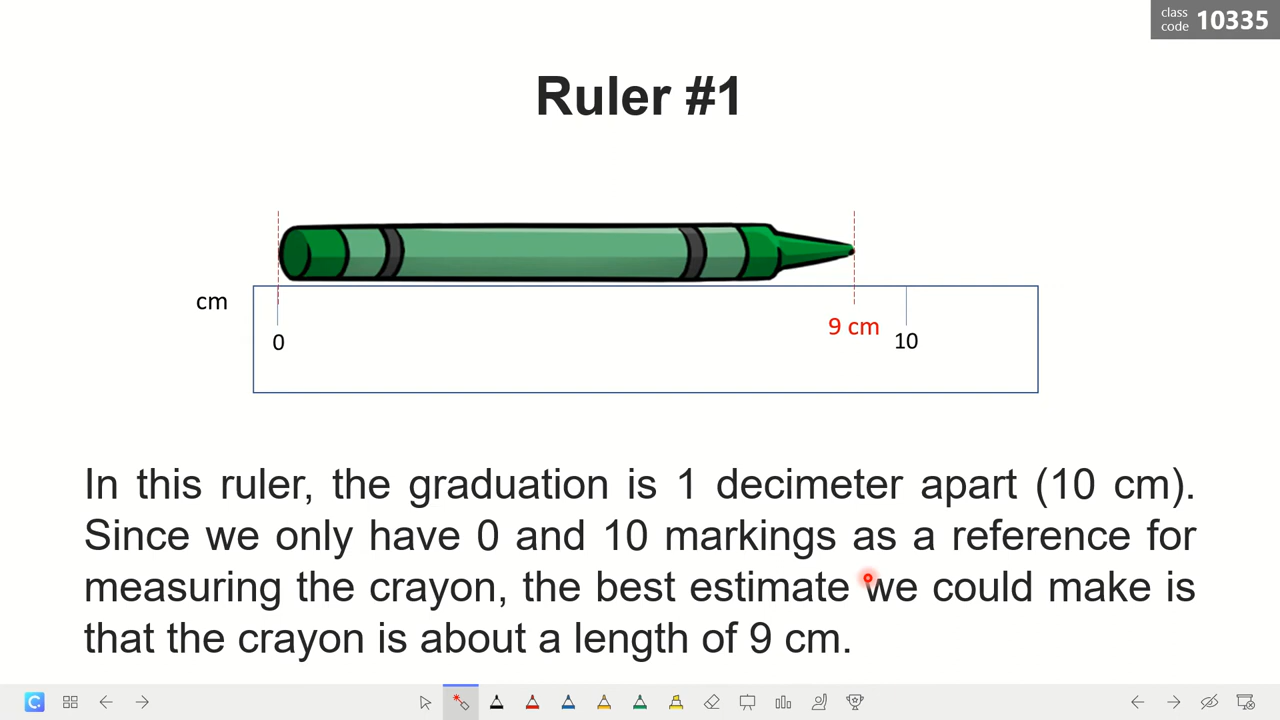 class
code 10335
Ruler #1
cm
0
9 cm
10
In this ruler, the graduation is 1 decimeter apart (10 cm).
Since we only have 0 and 10 markings as a reference for
measuring the crayon, the best estimate we could make is
that the crayon is about a length of 9 cm.